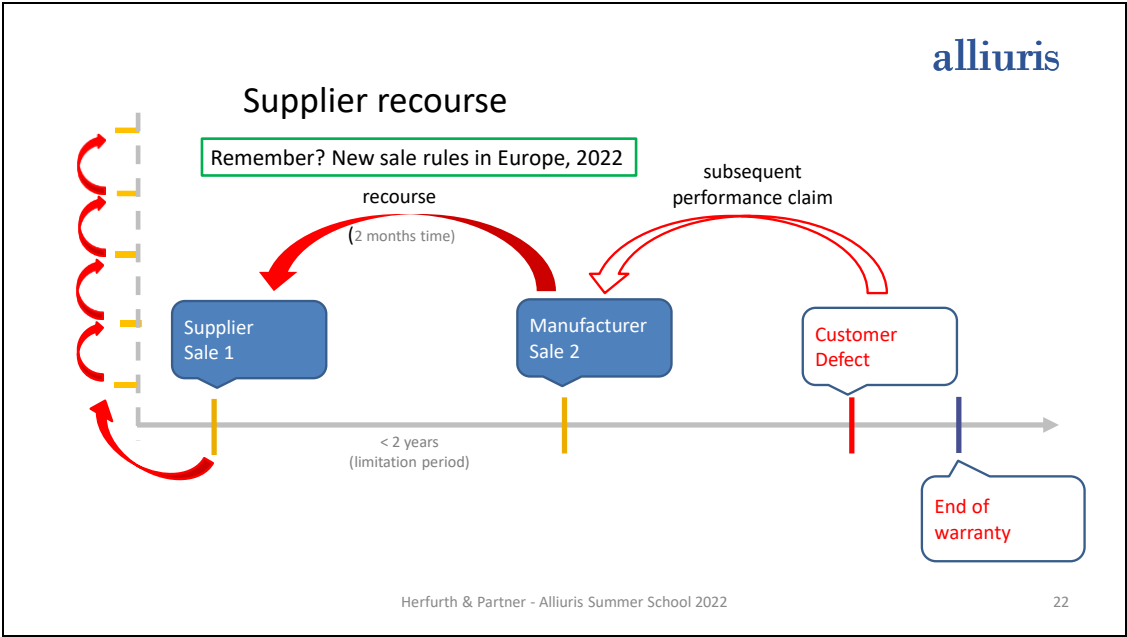 alliuris
Supplier recourse
Remember? New sale rules in Europe, 2022
subsequent
performance claim
recourse
(2 months time)
Supplier
Sale 1
Manufacturer
Sale 2
Customer
Defect
< 2 years
(limitation period)
End of
warranty
Herfurth & Partner - Alliuris Summer School 2022
22